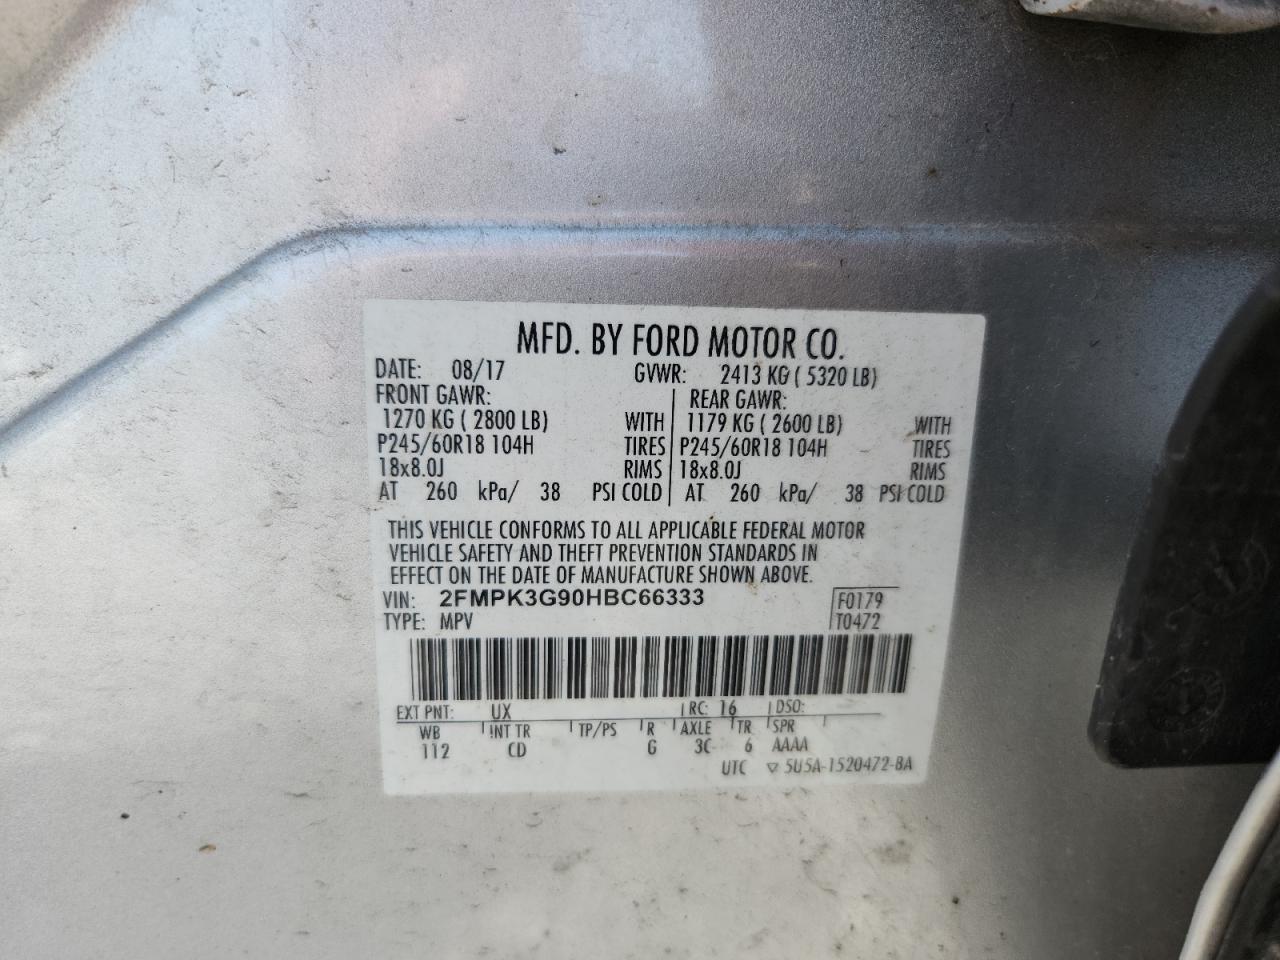 MFD. BY FORD MOTOR CO.
DATE: 08/17 GVWR: 2413 KG ( 5320 LB)
FRONT GAWR: REAR GAWR:
1270 KG ( 2800 LB) WITH 1179 KG ( 2600 LB) WITH
P245/60R18 104H TIRES P245/60R18 104H TIRES
18x8.0J RIMS 18x8.0J RIMS
AT 260 kPa/ 38 PSI COLD AT 260 kPa/ 38 PSI COLD
THIS VEHICLE CONFORMS TO ALL APPLICABLE FEDERAL MOTOR
VEHICLE SAFETY AND THEFT PREVENTION STANDARDS IN
EFFECT ON THE DATE OF MANUFACTURE SHOWN ABOVE.
VIN: 2FMPK3G90HBC66333 F0179
TYPE: MPV T0472
EXT PNT: UX RC: 16 DSO:
WB INT TR TP/PS R AXLE TR SPR
112 CD G 3C 6 AAAA
UTC ▽ 5U5A-1520472-BA